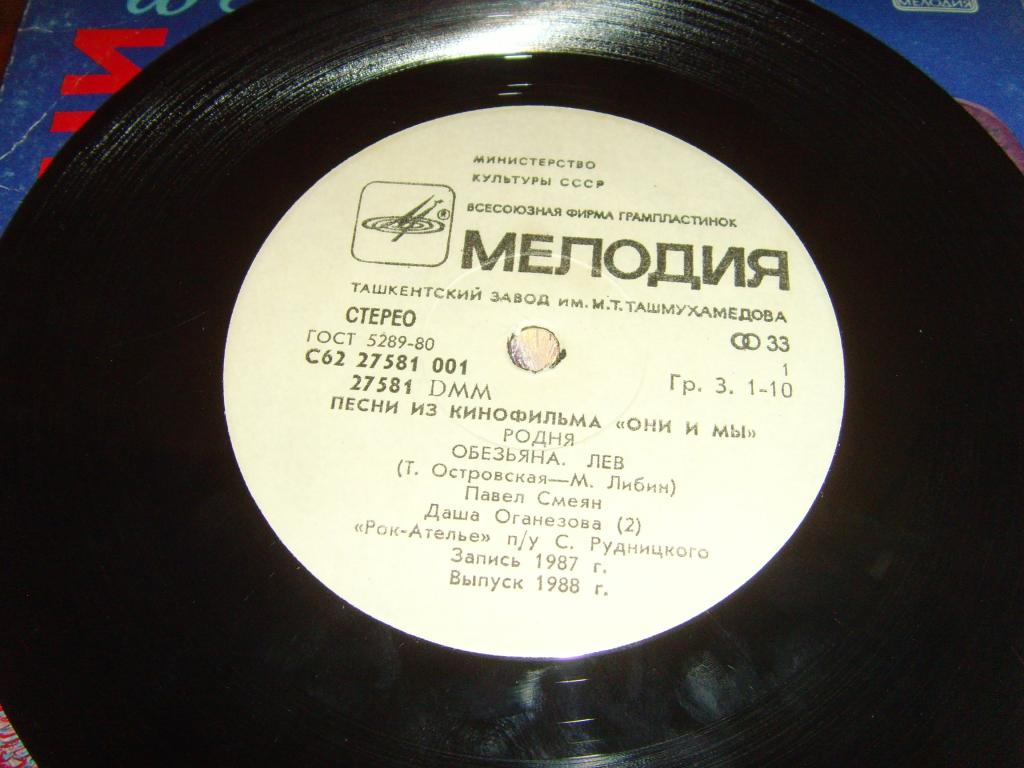 МЕЛОДИЯ
МИНИСТЕРСТВО
КУЛЬТУРЫ СССР
ВСЕСОЮЗНАЯ ФИРМА ГРАМПЛАСТИНОК
®
МЕЛОДИЯ
ТАШКЕНТСКИЙ ЗАВОД ИМ. М.Т. ТАШМУХАМЕДОВА
СТЕРЕО
33
ГОСТ 5289-80
1
С62 27581 001
Гр. 3. 1-10
27581 DMM
ПЕСНИ ИЗ КИНОФИЛЬМА «ОНИ И МЫ»
РОДНЯ
ОБЕЗЬЯНА. ЛЕВ
(Т. Островская—М. Либин)
Павел Смеян
Даша Оганезова (2)
«Рок-Ателье» п/у С. Рудницкого
Запись 1987 г.
Выпуск 1988 г.